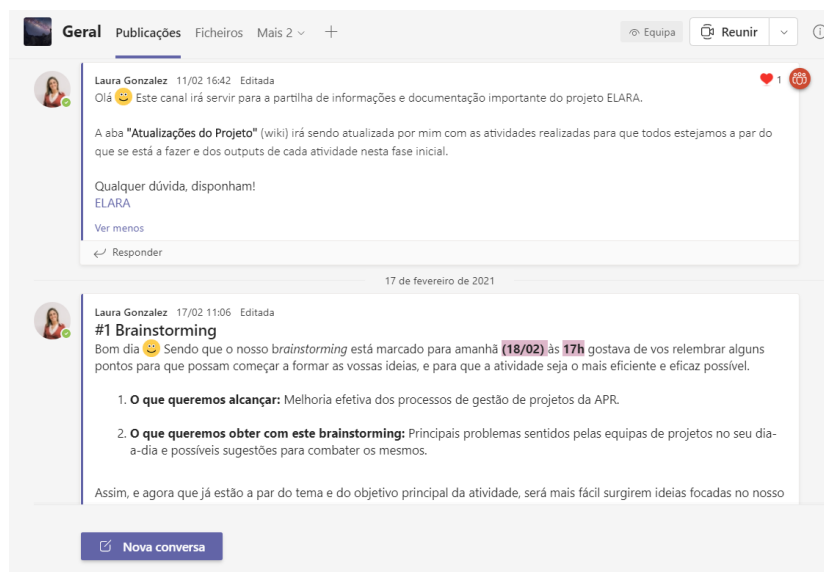 Geral Publicações Ficheiros Mais 2 Equipa Reunir
Laura Gonzalez 11/02 16:42 Editada 1
Olá Este canal irá servir para a partilha de informações e documentação importante do projeto ELARA.
A aba "Atualizações do Projeto" (wiki) irá sendo atualizada por mim com as atividades realizadas para que todos estejamos a par do
que se está a fazer e dos outputs de cada atividade nesta fase inicial.
Qualquer dúvida, disponham!
ELARA
Ver menos
Responder
17 de fevereiro de 2021
Laura Gonzalez 17/02 11:06 Editada
#1 Brainstorming
Bom dia Sendo que o nosso brainstorming está marcado para amanhã (18/02) às 17h gostava de vos relembrar alguns
pontos para que possam começar a formar as vossas ideias, e para que a atividade seja o mais eficiente e eficaz possível.
1. O que queremos alcançar: Melhoria efetiva dos processos de gestão de projetos da APR.
2. O que queremos obter com este brainstorming: Principais problemas sentidos pelas equipas de projetos no seu dia-
a-dia e possíveis sugestões para combater os mesmos.
Assim, e agora que já estão a par do tema e do objetivo principal da atividade, será mais fácil surgirem ideias focadas no nosso
Nova conversa